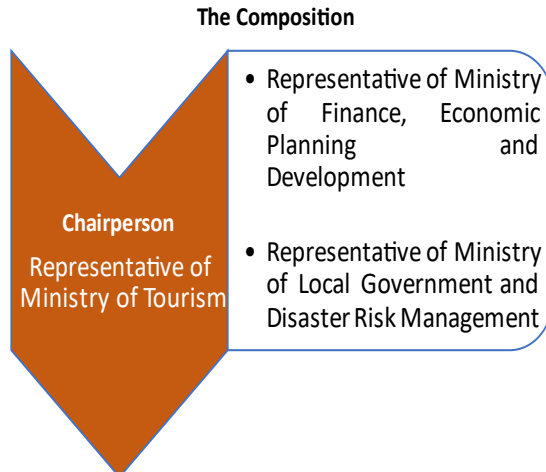 The Composition
Chairperson
Representative of
Ministry of Tourism
• Representative of Ministry
of Finance, Economic
Planning and
Development
• Representative of Ministry
of Local Government and
Disaster Risk Management